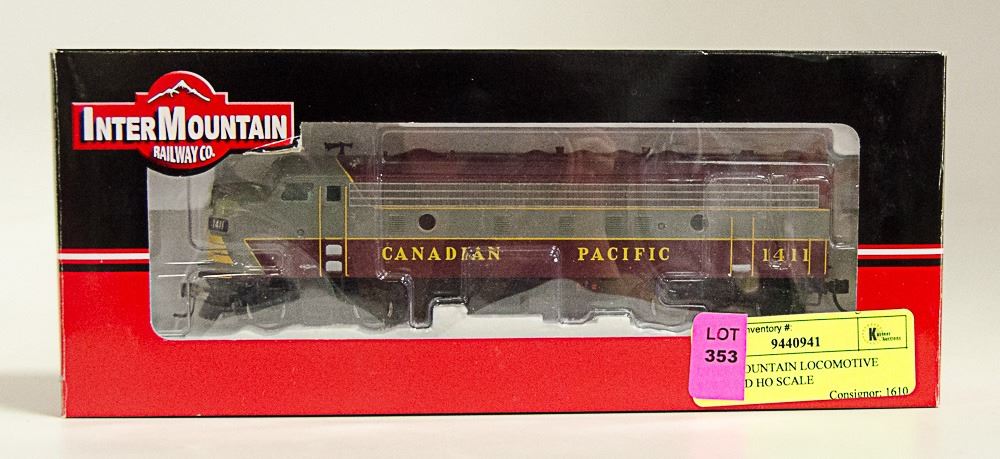 INTERMOUNTAIN
RAILWAY CO.
1411
CANADIAN PACIFIC 1411
LOT
353
Inventory #:
9440941
OUNTAIN LOCOMOTIVE
D HO SCALE
Consignor: 1610